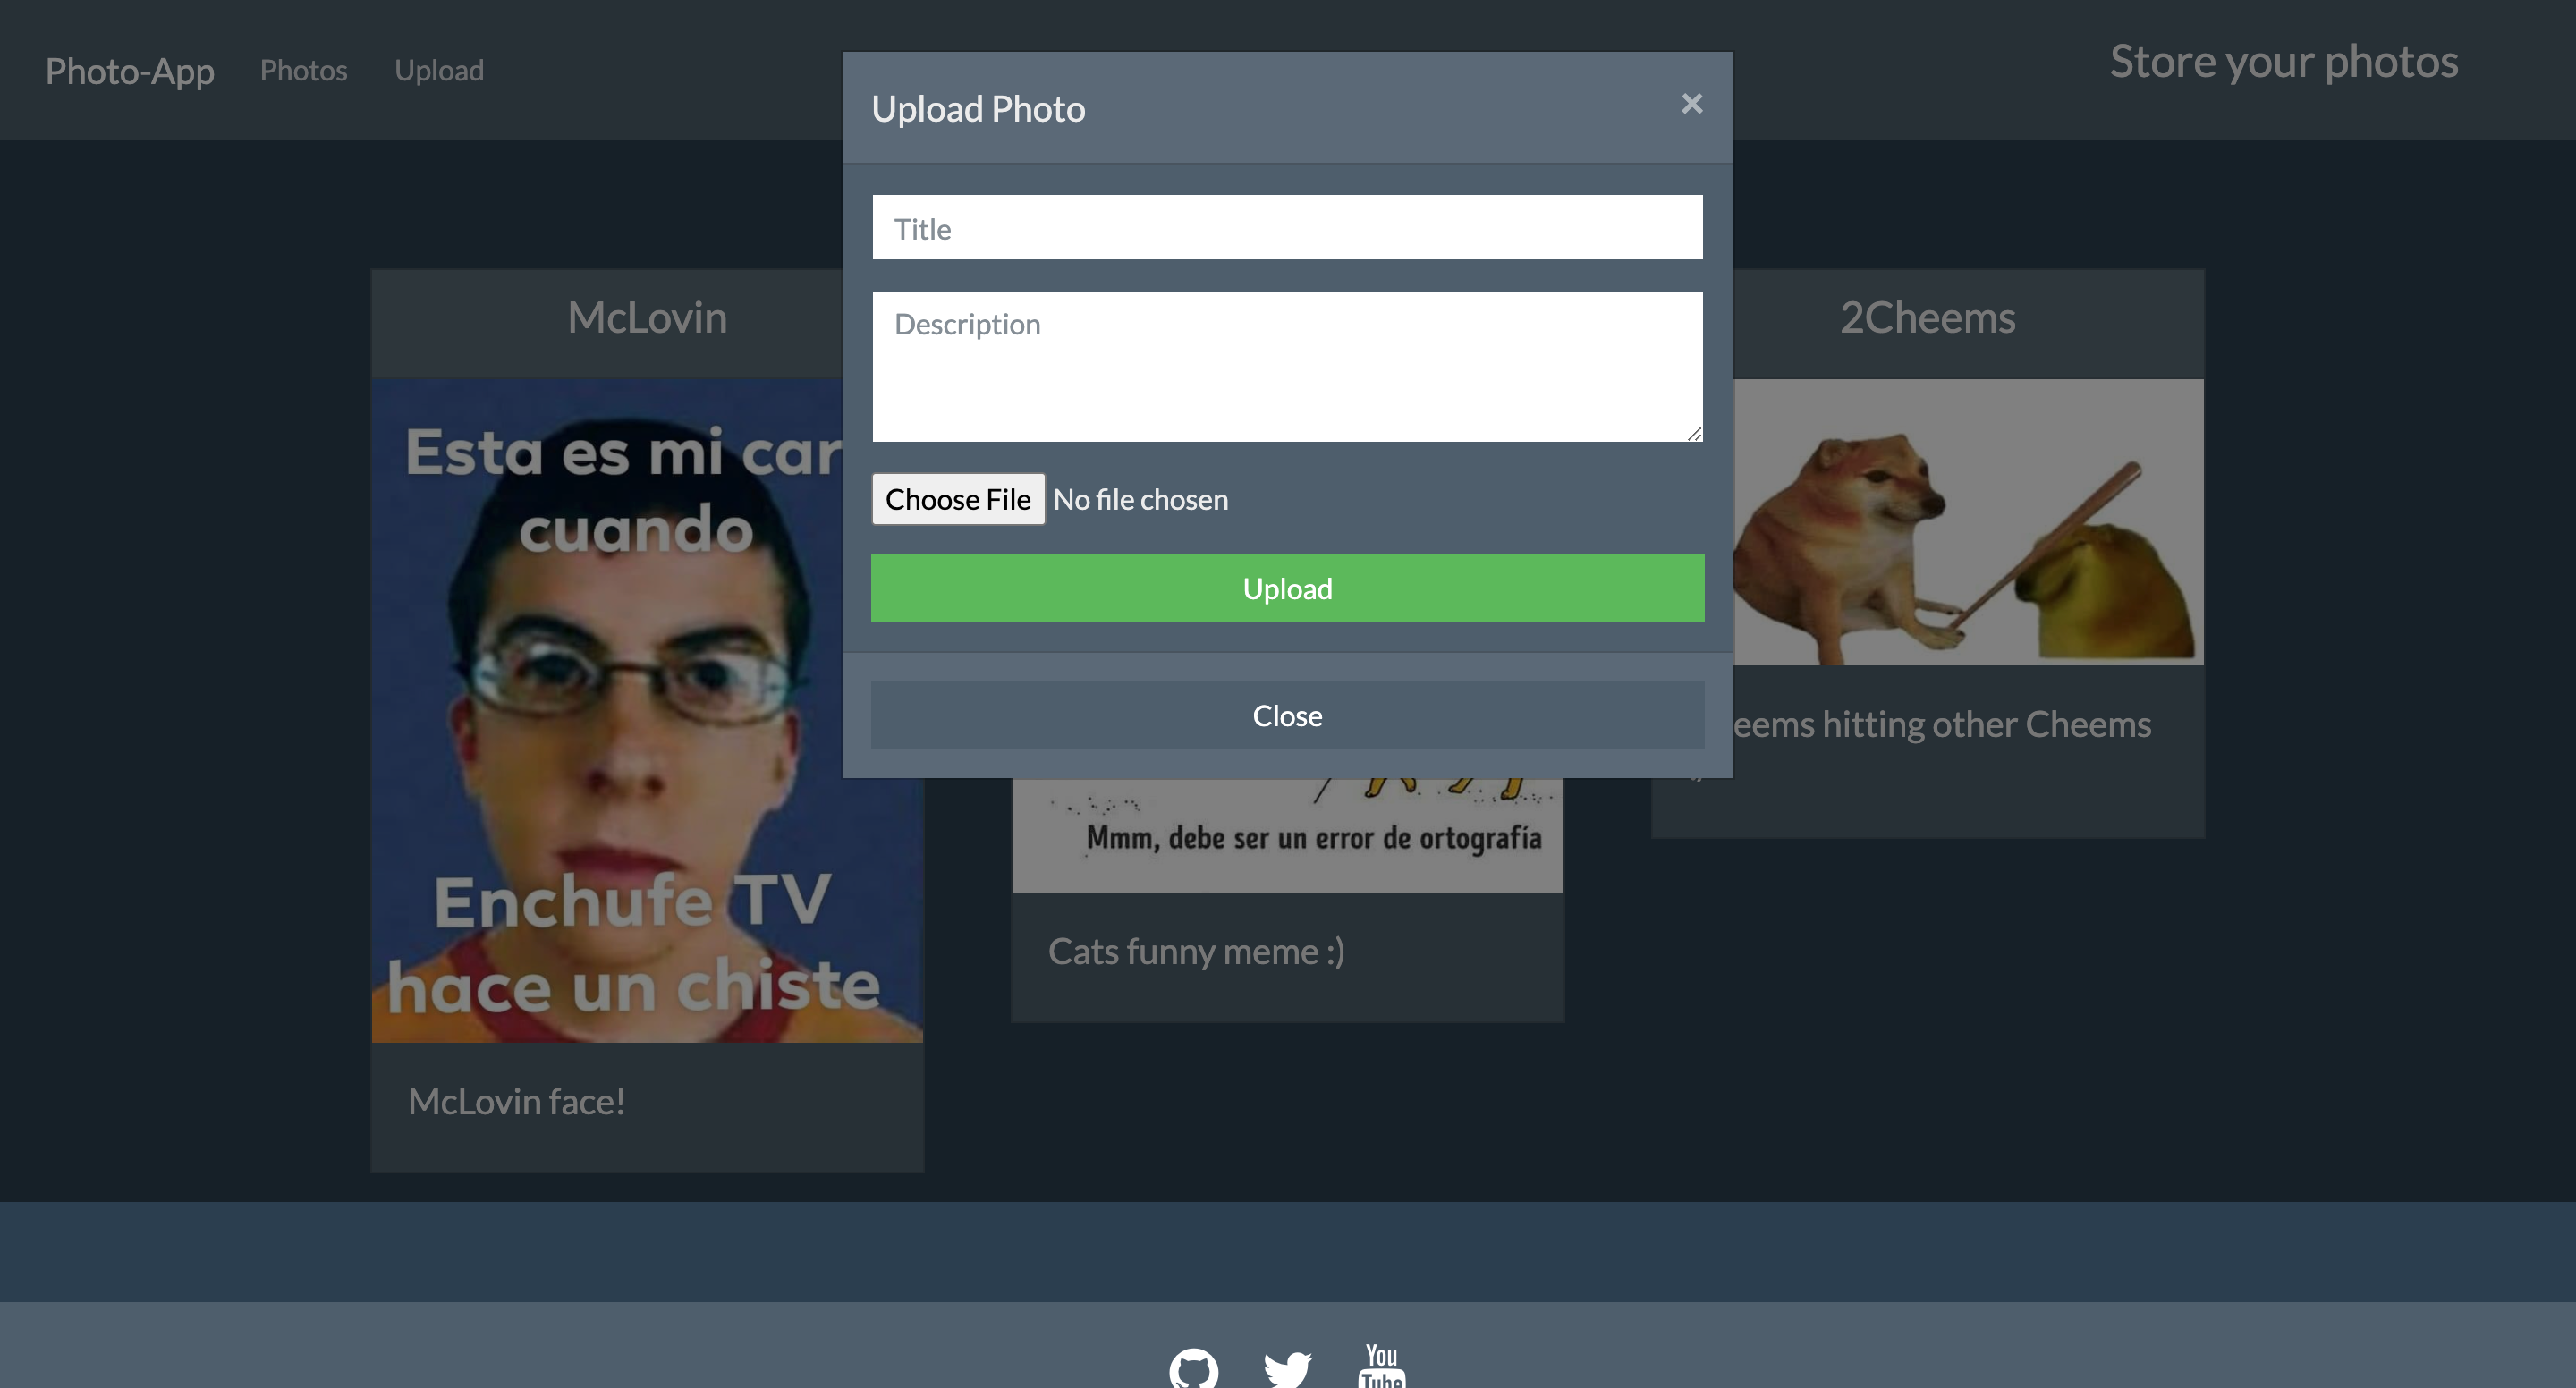 Photo-App
Photos
Upload
Store your photos
Upload Photo
×
Title
Description
Choose File
No file chosen
Upload
Close
McLovin
Esta es mi car
cuando
Enchufe TV
hace un chiste
McLovin face!
Mmm, debe ser un error de ortografía
Cats funny meme :)
2Cheems
eems hitting other Cheems
You
Tube